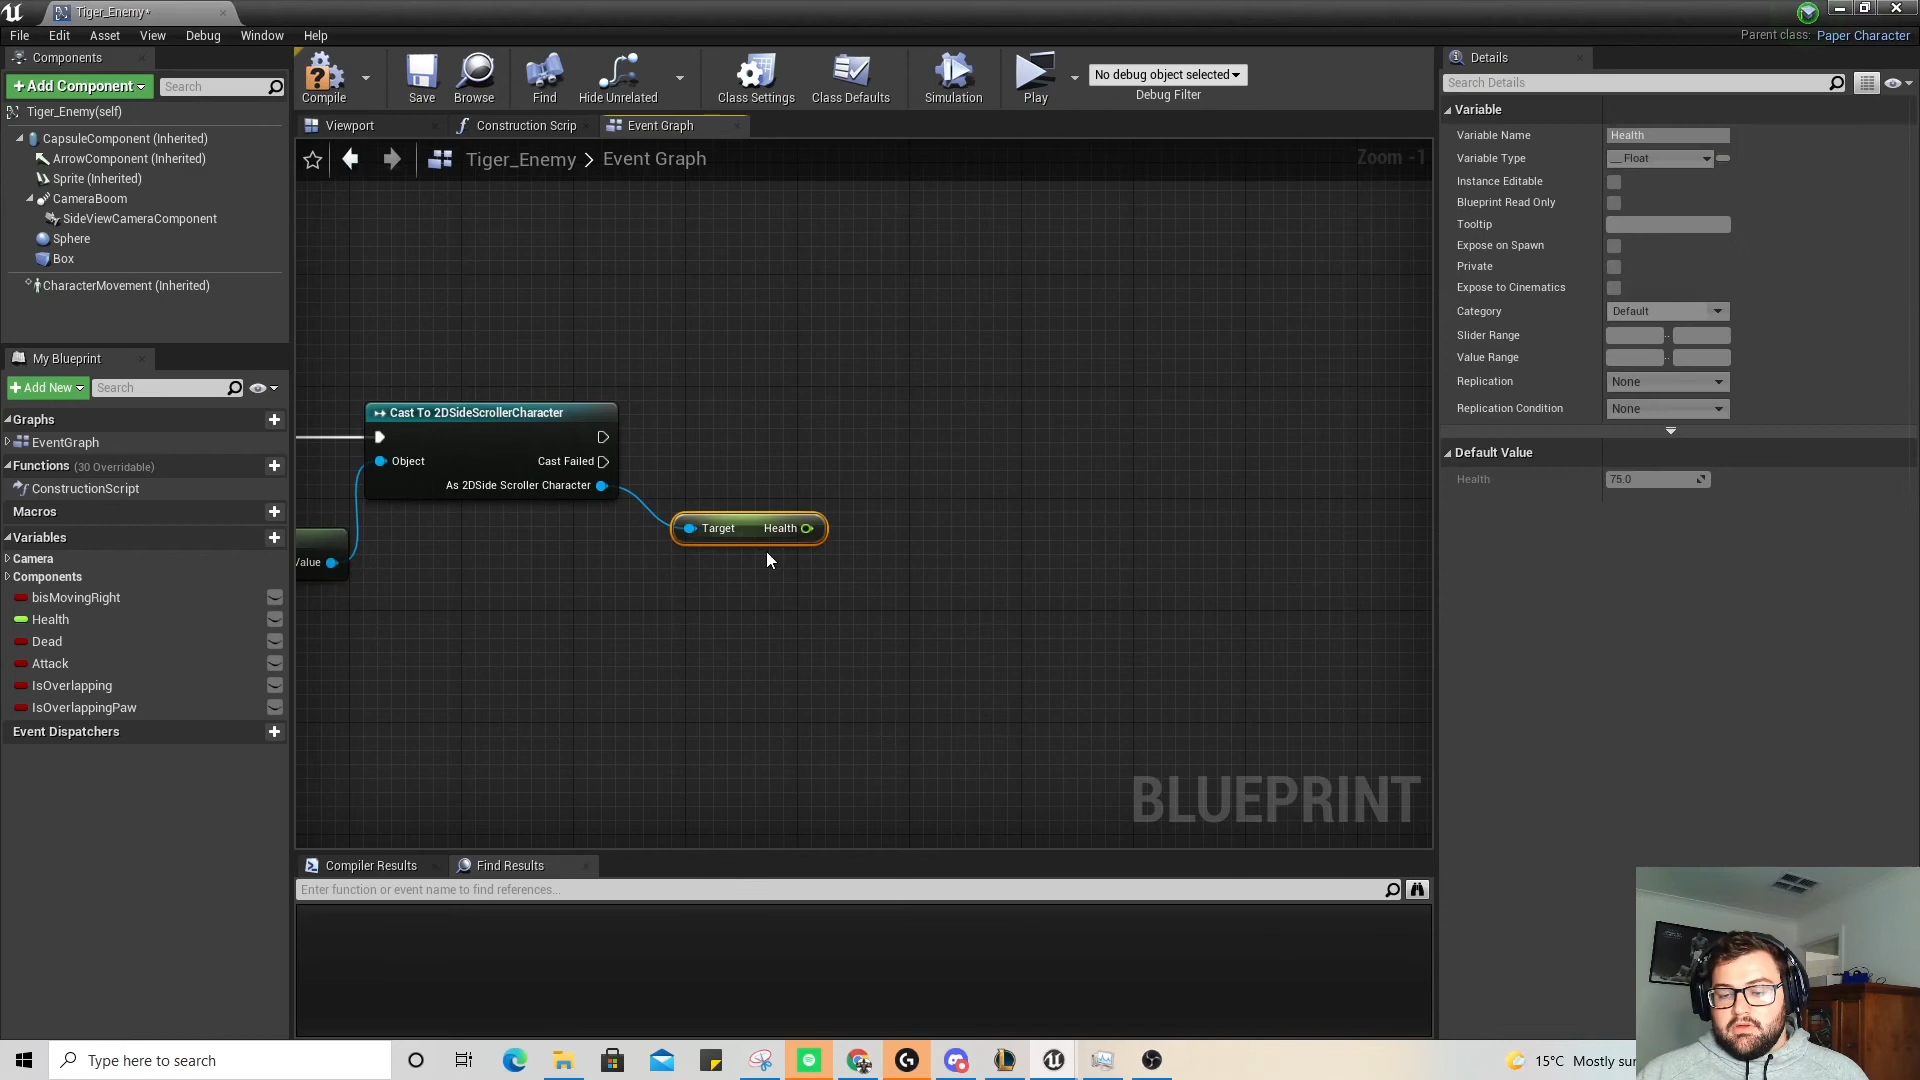 Tiger_Enemy*
File Edit Asset View Debug Window Help
Parent class: Paper Character
Components
+Add Component
Search
Tiger_Enemy(self)
CapsuleComponent (Inherited)
ArrowComponent (Inherited)
Sprite (Inherited)
CameraBoom
SideViewCameraComponent
Sphere
Box
CharacterMovement (Inherited)
My Blueprint
+Add New
Search
Graphs
EventGraph
Functions (30 Overridable)
ConstructionScript
Macros
Variables
Camera
Components
bisMovingRight
Health
Dead
Attack
IsOverlapping
IsOverlappingPaw
Event Dispatchers
Compile Save Browse Find Hide Unrelated Class Settings Class Defaults Simulation Play
No debug object selected
Debug Filter
Viewport Construction Scrip Event Graph
Tiger_Enemy > Event Graph
Zoom -1
Cast To 2DSideScrollerCharacter
Object
Cast Failed
As 2DSide Scroller Character
Value
Target Health
BLUEPRINT
Compiler Results Find Results
Enter function or event name to find references...
Details
Search Details
Variable
Variable Name Health
Variable Type Float
Instance Editable
Blueprint Read Only
Tooltip
Expose on Spawn
Private
Expose to Cinematics
Category Default
Slider Range
Value Range
Replication None
Replication Condition None
Default Value
Health 75.0
Type here to search
15°C Mostly